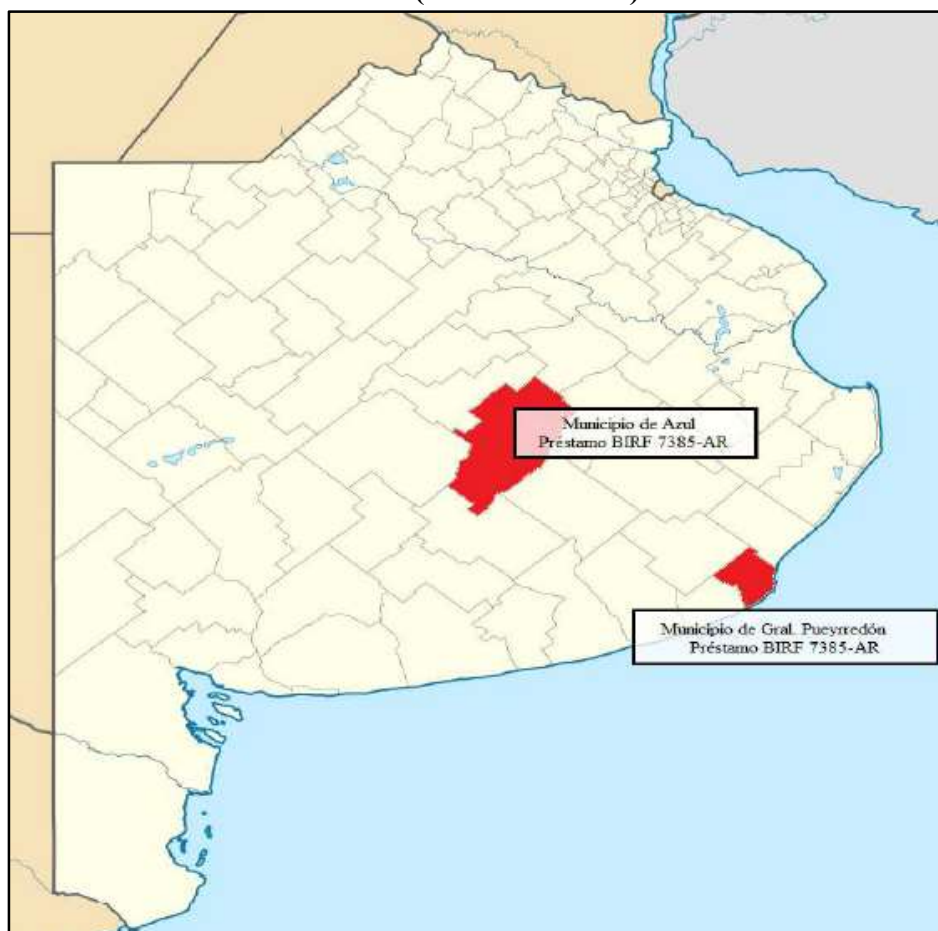 Municipio de Azul
Préstamo BIRF 7385-AR
Municipio de Gral. Pueyrredón
Préstamo BIRF 7385-AR